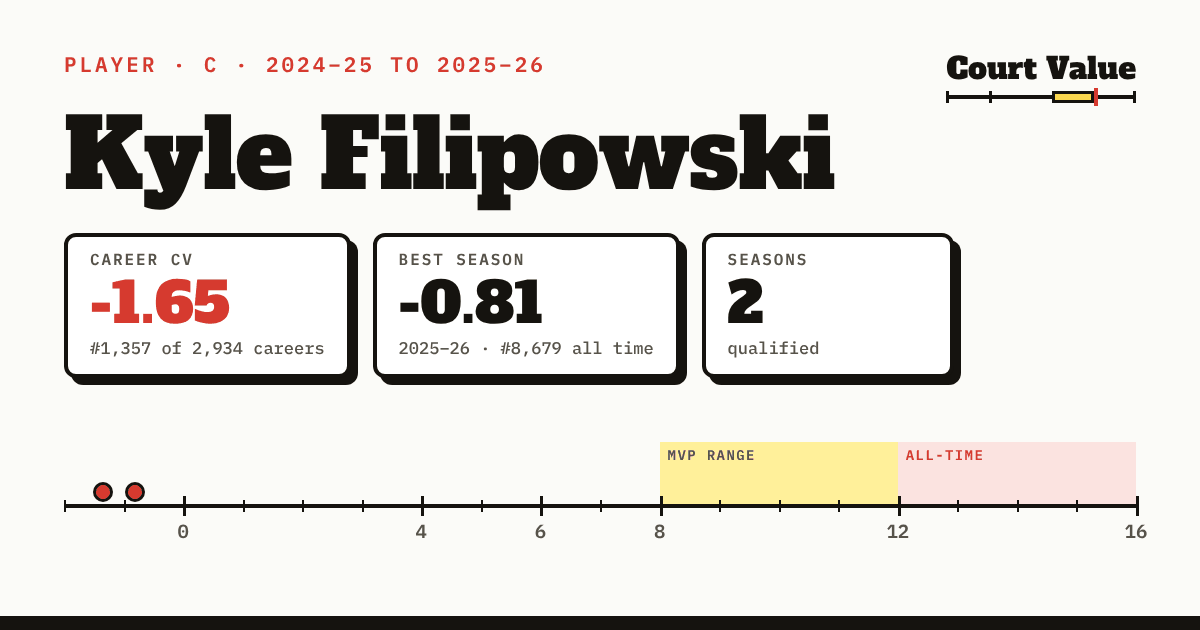 PLAYER · C · 2024–25 TO 2025–26
Court Value
Kyle Filipowski
CAREER CV
-1.65
#1,357 of 2,934 careers
BEST SEASON
-0.81
2025–26 · #8,679 all time
SEASONS
2
qualified
MVP RANGE
ALL-TIME
0 4 6 8 12 16